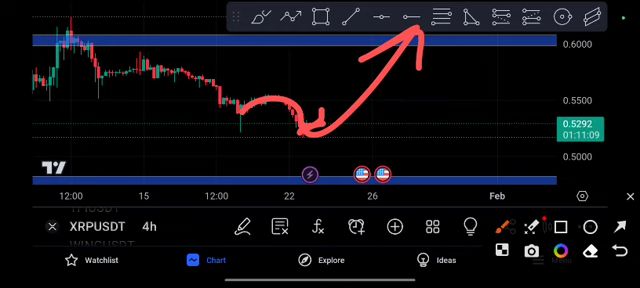 0.6000
0.5500
0.5292
01:11:09
0.5000
12:00 15 12:00 22 26 Feb
XRPUSDT 4h
Watchlist Chart Explore Ideas